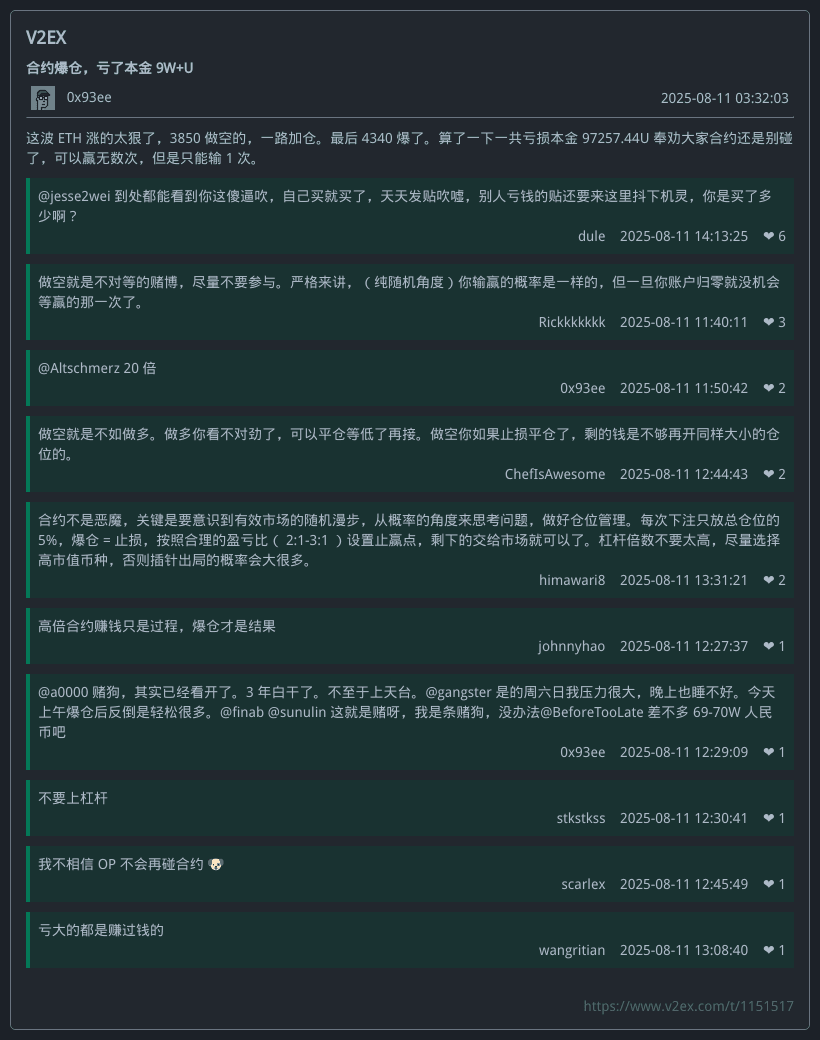 V2EX
合约爆仓，亏了本金 9W+U
0x93ee 2025-08-11 03:32:03
这波 ETH 涨的太狠了，3850 做空的，一路加仓。最后 4340 爆了。算了一下一共亏损本金 97257.44U 奉劝大家合约还是别碰
了，可以赢无数次，但是只能输 1 次。
@jesse2wei 到处都能看到你这傻逼吹，自己买就买了，天天发贴吹嘘，别人亏钱的贴还要来这里抖下机灵，你是买了多
少啊？
dule 2025-08-11 14:13:25 ❤ 6
做空就是不对等的赌博，尽量不要参与。严格来讲，（纯随机角度）你输赢的概率是一样的，但一旦你账户归零就没机会
等赢的那一次了。
Rickkkkkkk 2025-08-11 11:40:11 ❤ 3
@Altschmerz 20 倍
0x93ee 2025-08-11 11:50:42 ❤ 2
做空就是不如做多。做多你看不对劲了，可以平仓等低了再接。做空你如果止损平仓了，剩的钱是不够再开同样大小的仓
位的。
ChefIsAwesome 2025-08-11 12:44:43 ❤ 2
合约不是恶魔，关键是要意识到有效市场的随机漫步，从概率的角度来思考问题，做好仓位管理。每次下注只放总仓位的
5%，爆仓 = 止损，按照合理的盈亏比（ 2:1-3:1 ）设置止赢点，剩下的交给市场就可以了。杠杆倍数不要太高，尽量选择
高市值币种，否则插针出局的概率会大很多。
himawari8 2025-08-11 13:31:21 ❤ 2
高倍合约赚钱只是过程，爆仓才是结果
johnnyhao 2025-08-11 12:27:37 ❤ 1
@a0000 赌狗，其实已经看开了。3 年白干了。不至于上天台。@gangster 是的周六日我压力很大，晚上也睡不好。今天
上午爆仓后反倒是轻松很多。@finab @sunulin 这就是赌呀，我是条赌狗，没办法@BeforeTooLate 差不多 69-70W 人民
币吧
0x93ee 2025-08-11 12:29:09 ❤ 1
不要上杠杆
stkstkss 2025-08-11 12:30:41 ❤ 1
我不相信 OP 不会再碰合约 🐶
scarlex 2025-08-11 12:45:49 ❤ 1
亏大的都是赚过钱的
wangritian 2025-08-11 13:08:40 ❤ 1
https://www.v2ex.com/t/1151517